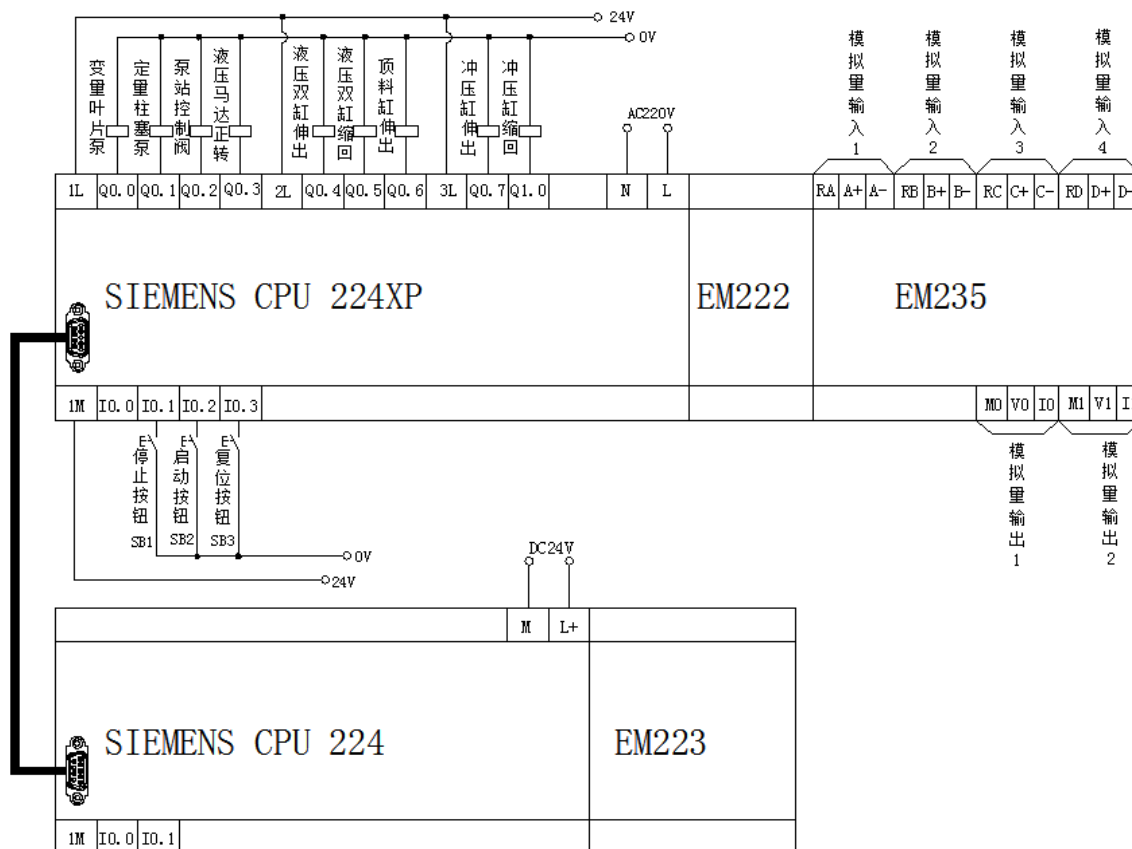 24V
0V
变量叶片泵
定量柱塞泵
泵站控制阀
液压马达正转
液压双缸伸出
液压双缸缩回
顶料缸伸出
冲压缸伸出
冲压缸缩回
AC220V
模拟量输入1
模拟量输入2
模拟量输入3
模拟量输入4
1L Q0.0 Q0.1 Q0.2 Q0.3 2L Q0.4 Q0.5 Q0.6 3L Q0.7 Q1.0 N L RA A+ A- RB B+ B- RC C+ C- RD D+ D-
SIEMENS CPU 224XP EM222 EM235
1M I0.0 I0.1 I0.2 I0.3 M0 V0 I0 M1 V1
停止按钮
SB1
启动按钮
SB2
复位按钮
SB3
0V
24V
模拟量输出1
模拟量输出2
DC24V
M L+
SIEMENS CPU 224 EM223
1M I0.0 I0.1